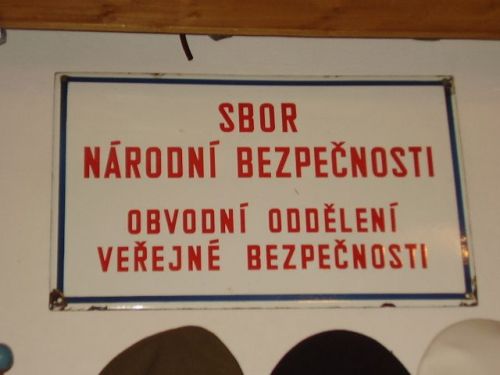 SBOR
NÁRODNÍ BEZPEČNOSTI
OBVODNÍ ODDĚLENÍ
VEŘEJNÉ BEZPEČNOSTI